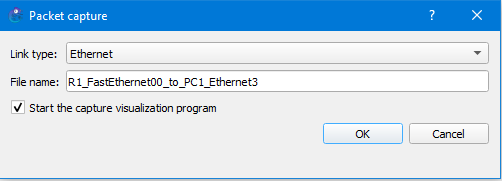 Packet capture
Link type: Ethernet
File name: R1_FastEthernet00_to_PC1_Ethernet3
Start the capture visualization program
OK Cancel